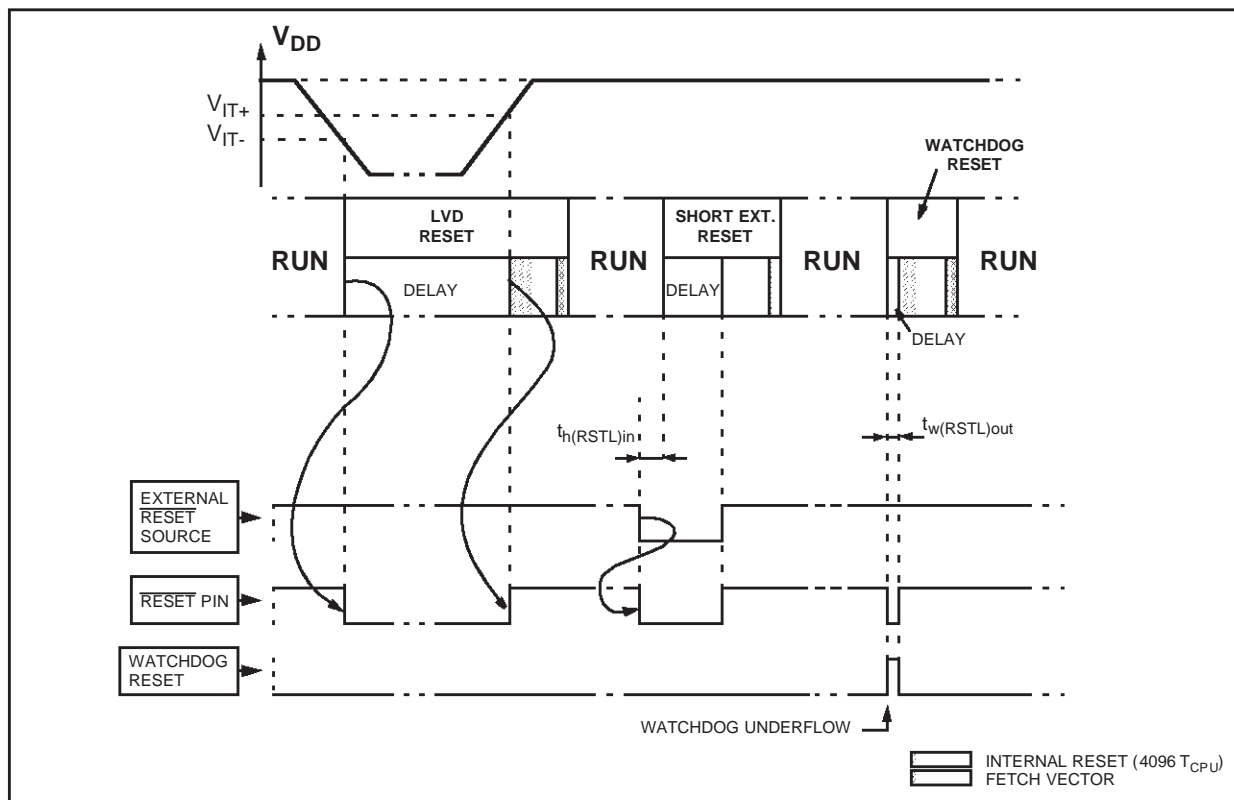 VDD
VIT+
VIT-
WATCHDOG
RESET
LVD
RESET
SHORT EXT.
RESET
RUN
RUN
RUN
RUN
DELAY
DELAY
DELAY
th(RSTL)in
tw(RSTL)out
EXTERNAL
RESET
SOURCE
RESET PIN
WATCHDOG
RESET
WATCHDOG UNDERFLOW
INTERNAL RESET (4096 TCPU)
FETCH VECTOR